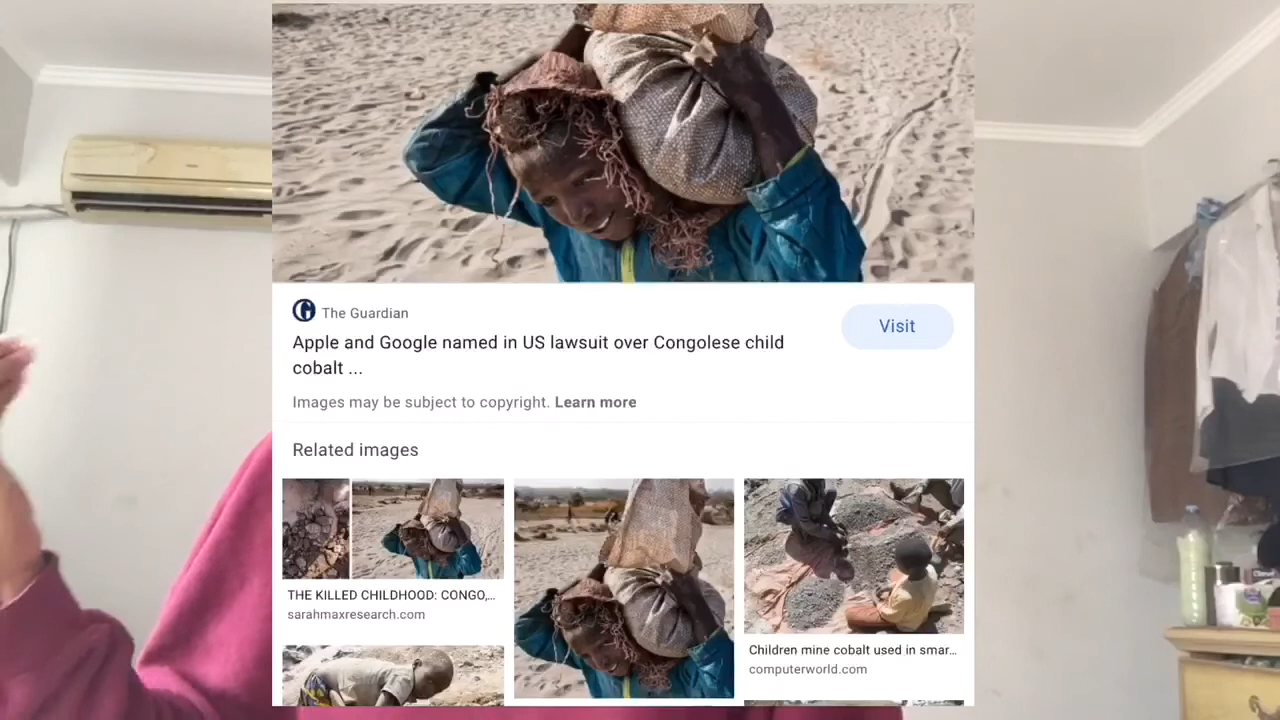 The Guardian
Visit
Apple and Google named in US lawsuit over Congolese child
cobalt ...
Images may be subject to copyright. Learn more
Related images
THE KILLED CHILDHOOD: CONGO,...
sarahmaxresearch.com
Children mine cobalt used in smar...
computerworld.com